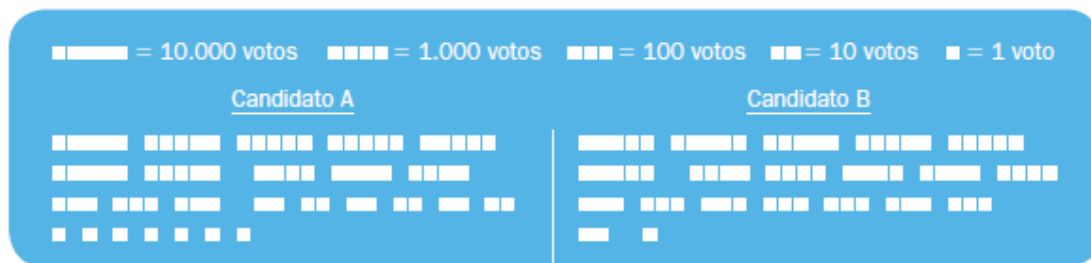 = 10.000 votos = 1.000 votos = 100 votos = 10 votos = 1 voto
Candidato A Candidato B